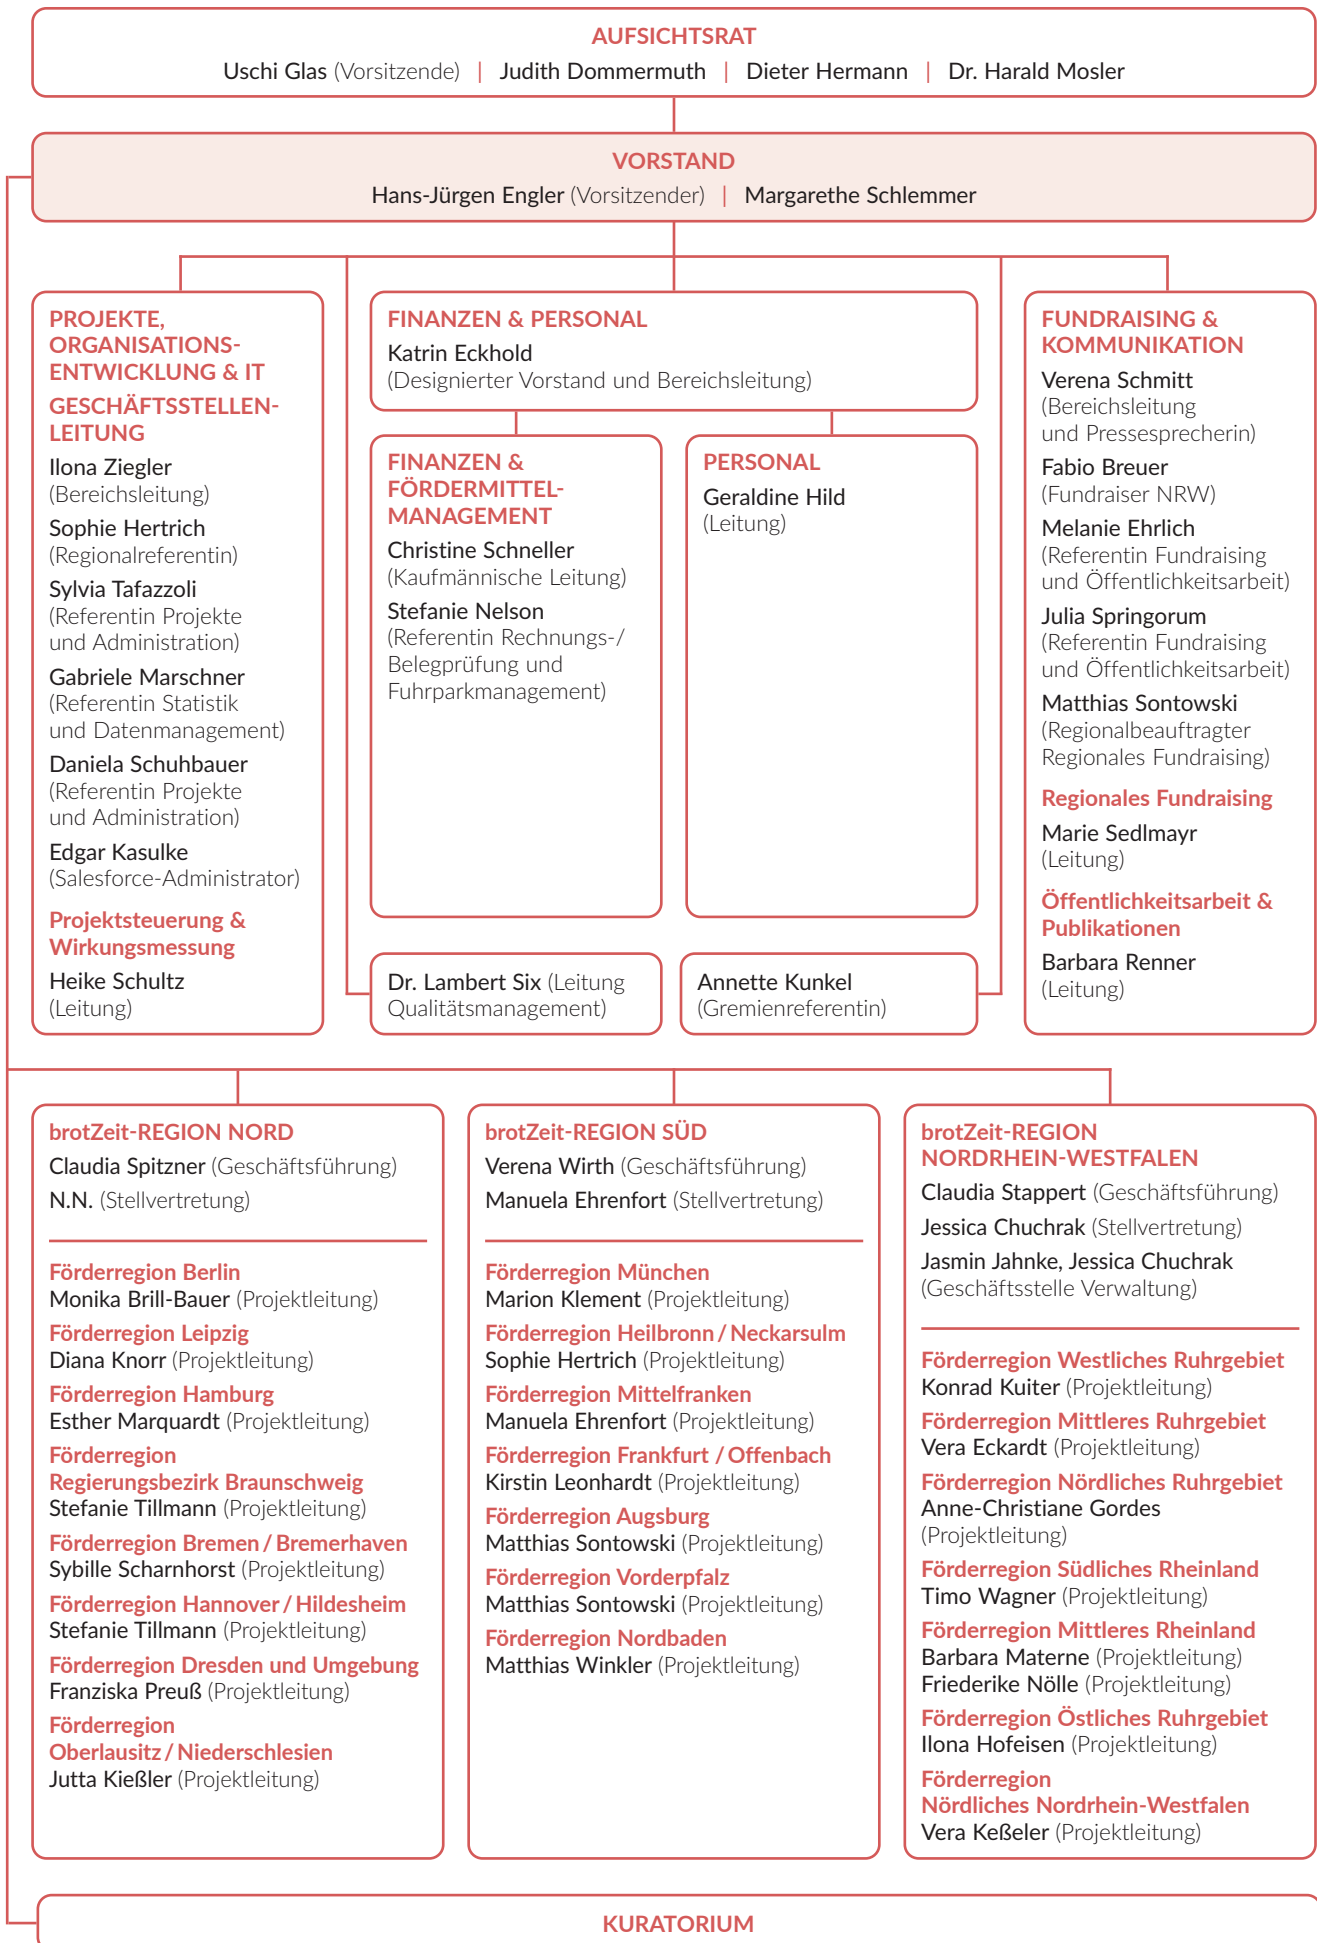 AUFSICHTSRAT
Uschi Glas (Vorsitzende) | Judith Dommermuth | Dieter Hermann | Dr. Harald Mosler
VORSTAND
Hans-Jürgen Engler (Vorsitzender) | Margarethe Schlemmer
PROJEKTE,
ORGANISATIONS-
ENTWICKLUNG & IT
GESCHÄFTSSTELLEN-
LEITUNG
Ilona Ziegler
(Bereichsleitung)
Sophie Hertrich
(Regionalreferentin)
Sylvia Tafazzoli
(Referentin Projekte
und Administration)
Gabriele Marschner
(Referentin Statistik
und Datenmanagement)
Daniela Schuhbauer
(Referentin Projekte
und Administration)
Edgar Kasulke
(Salesforce-Administrator)
Projektsteuerung &
Wirkungsmessung
Heike Schultz
(Leitung)
FINANZEN & PERSONAL
Katrin Eckhold
(Designierter Vorstand und Bereichsleitung)
FINANZEN &
FÖRDERMITTEL-
MANAGEMENT
Christine Schneller
(Kaufmännische Leitung)
Stefanie Nelson
(Referentin Rechnungs-/
Belegprüfung und
Fuhrparkmanagement)
PERSONAL
Geraldine Hild
(Leitung)
Dr. Lambert Six (Leitung
Qualitätsmanagement)
Annette Kunkel
(Gremienreferentin)
FUNDRAISING &
KOMMUNIKATION
Verena Schmitt
(Bereichsleitung
und Pressesprecherin)
Fabio Breuer
(Fundraiser NRW)
Melanie Ehrlich
(Referentin Fundraising
und Öffentlichkeitsarbeit)
Julia Springorum
(Referentin Fundraising
und Öffentlichkeitsarbeit)
Matthias Sontowski
(Regionalbeauftragter
Regionales Fundraising)
Regionales Fundraising
Marie Sedlmayr
(Leitung)
Öffentlichkeitsarbeit &
Publikationen
Barbara Renner
(Leitung)
brotZeit-REGION NORD
Claudia Spitzner (Geschäftsführung)
N.N. (Stellvertretung)
Förderregion Berlin
Monika Brill-Bauer (Projektleitung)
Förderregion Leipzig
Diana Knorr (Projektleitung)
Förderregion Hamburg
Esther Marquardt (Projektleitung)
Förderregion
Regierungsbezirk Braunschweig
Stefanie Tillmann (Projektleitung)
Förderregion Bremen / Bremerhaven
Sybille Scharnhorst (Projektleitung)
Förderregion Hannover / Hildesheim
Stefanie Tillmann (Projektleitung)
Förderregion Dresden und Umgebung
Franziska Preuß (Projektleitung)
Förderregion
Oberlausitz / Niederschlesien
Jutta Kießler (Projektleitung)
brotZeit-REGION SÜD
Verena Wirth (Geschäftsführung)
Manuela Ehrenfort (Stellvertretung)
Förderregion München
Marion Klement (Projektleitung)
Förderregion Heilbronn / Neckarsulm
Sophie Hertrich (Projektleitung)
Förderregion Mittelfranken
Manuela Ehrenfort (Projektleitung)
Förderregion Frankfurt / Offenbach
Kirstin Leonhardt (Projektleitung)
Förderregion Augsburg
Matthias Sontowski (Projektleitung)
Förderregion Vorderpfalz
Matthias Sontowski (Projektleitung)
Förderregion Nordbaden
Matthias Winkler (Projektleitung)
brotZeit-REGION
NORDRHEIN-WESTFALEN
Claudia Stappert (Geschäftsführung)
Jessica Chuchrak (Stellvertretung)
Jasmin Jahnke, Jessica Chuchrak
(Geschäftsstelle Verwaltung)
Förderregion Westliches Ruhrgebiet
Konrad Kuiter (Projektleitung)
Förderregion Mittleres Ruhrgebiet
Vera Eckardt (Projektleitung)
Förderregion Nördliches Ruhrgebiet
Anne-Christiane Gordes
(Projektleitung)
Förderregion Südliches Rheinland
Timo Wagner (Projektleitung)
Förderregion Mittleres Rheinland
Barbara Materne (Projektleitung)
Friederike Nölle (Projektleitung)
Förderregion Östliches Ruhrgebiet
Ilona Hofeisen (Projektleitung)
Förderregion
Nördliches Nordrhein-Westfalen
Vera Keßeler (Projektleitung)
KURATORIUM